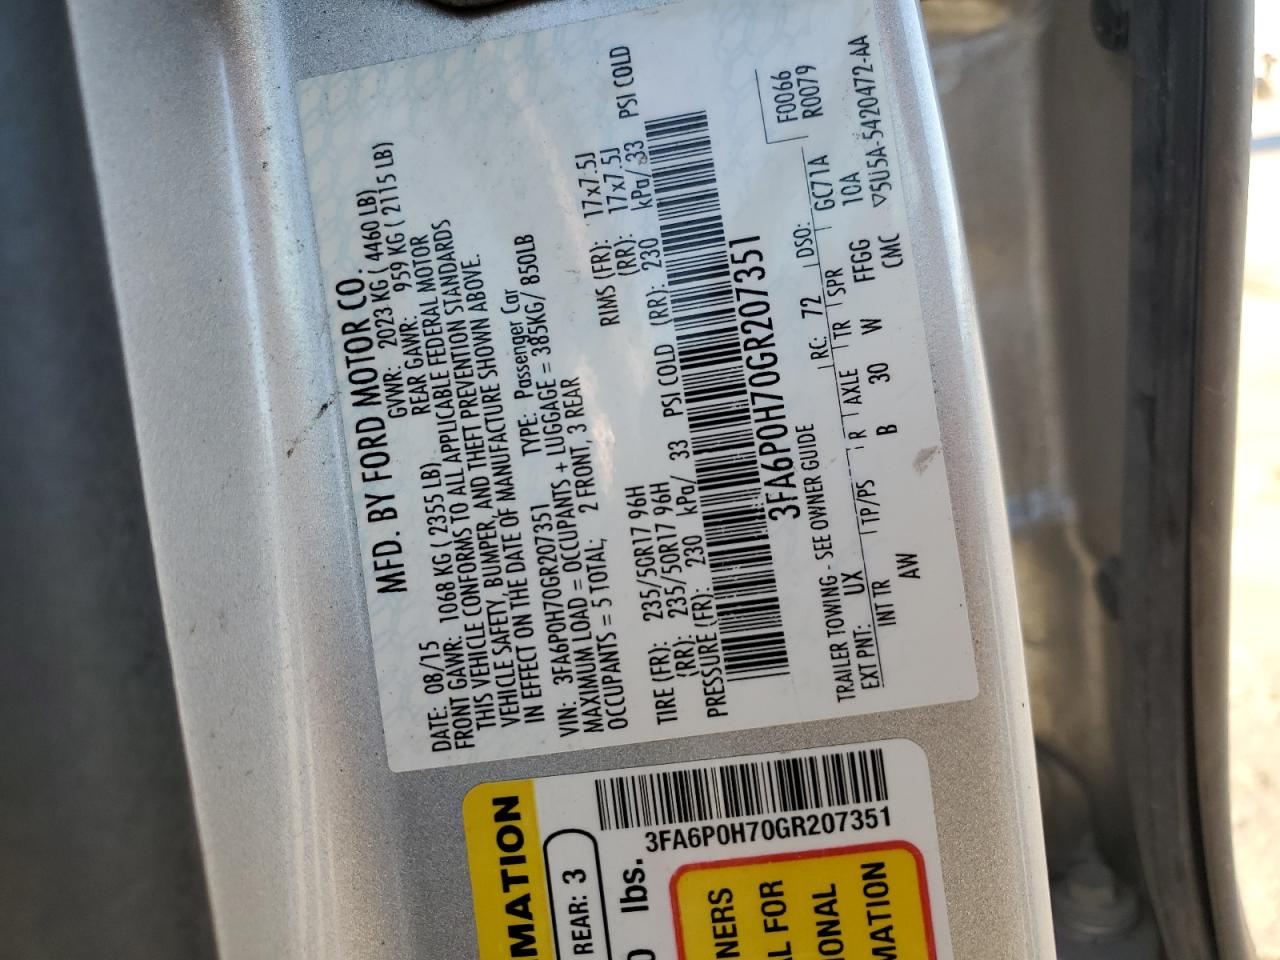 MFD. BY FORD MOTOR CO.
DATE: 08/15 GVWR: 2023 KG ( 4460 LB)
FRONT GAWR: 1068 KG ( 2355 LB) REAR GAWR: 959 KG ( 2115 LB)
THIS VEHICLE CONFORMS TO ALL APPLICABLE FEDERAL MOTOR
VEHICLE SAFETY, BUMPER, AND THEFT PREVENTION STANDARDS
IN EFFECT ON THE DATE OF MANUFACTURE SHOWN ABOVE.
VIN: 3FA6P0H70GR207351 TYPE: Passenger Car
MAXIMUM LOAD = OCCUPANTS + LUGGAGE = 385KG/ 850LB
OCCUPANTS = 5 TOTAL, 2 FRONT, 3 REAR
TIRE (FR): 235/50R17 96H RIMS (FR): 17x7.5J
(RR): 235/50R17 96H (RR): 17x7.5J
PRESSURE (FR): 230 kPa/ 33 PSI COLD (RR): 230 kPa/ 33 PSI COLD
3FA6P0H70GR207351
F0066
R0079
TRAILER TOWING - SEE OWNER GUIDE RC: 72 DSO: GC71A
EXT PNT: UX R AXLE TR SPR 10A
INT TR TP/PS B 30 W FFGG
AW CMC ▽5U5A-5420472-AA
MATION
REAR: 3
3FA6P0H70GR207351
lbs.
NERS
L FOR
IONAL
MATION